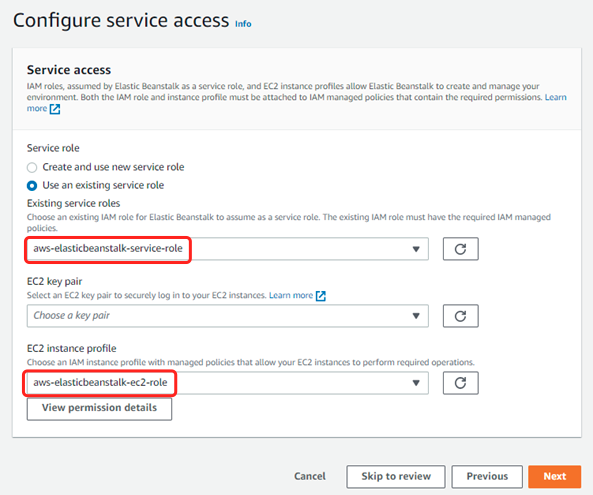 Configure service access Info
Service access
IAM roles, assumed by Elastic Beanstalk as a service role, and EC2 instance profiles allow Elastic Beanstalk to create and manage your
environment. Both the IAM role and instance profile must be attached to IAM managed policies that contain the required permissions. Learn
more
Service role
Create and use new service role
Use an existing service role
Existing service roles
Choose an existing IAM role for Elastic Beanstalk to assume as a service role. The existing IAM role must have the required IAM managed
policies.
aws-elasticbeanstalk-service-role
EC2 key pair
Select an EC2 key pair to securely log in to your EC2 instances. Learn more
Choose a key pair
EC2 instance profile
Choose an IAM instance profile with managed policies that allow your EC2 instances to perform required operations.
aws-elasticbeanstalk-ec2-role
View permission details
Cancel Skip to review Previous Next